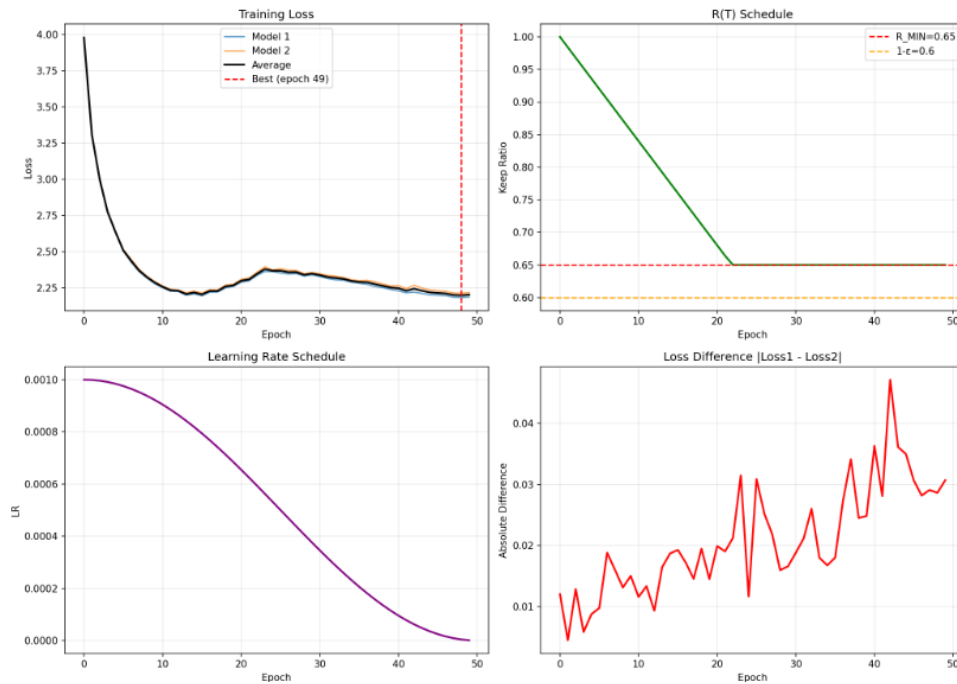 Training Loss
4.00
3.75
3.50
3.25
3.00
2.75
2.50
2.25
Loss
Model 1
Model 2
Average
Best (epoch 49)
0 10 20 30 40 50
Epoch
R(T) Schedule
1.00
0.95
0.90
0.85
0.80
0.75
0.70
0.65
0.60
Keep Ratio
R_MIN=0.65
1-ε=0.6
0 10 20 30 40 50
Epoch
Learning Rate Schedule
0.0010
0.0008
0.0006
0.0004
0.0002
0.0000
LR
0 10 20 30 40 50
Epoch
Loss Difference |Loss1 - Loss2|
0.04
0.03
0.02
0.01
Absolute Difference
0 10 20 30 40 50
Epoch